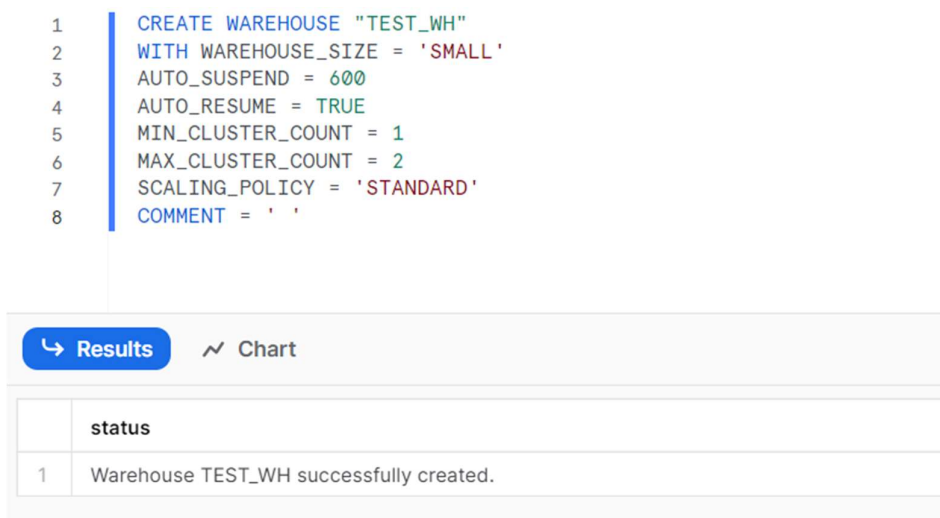 1 CREATE WAREHOUSE "TEST_WH"
2 WITH WAREHOUSE_SIZE = 'SMALL'
3 AUTO_SUSPEND = 600
4 AUTO_RESUME = TRUE
5 MIN_CLUSTER_COUNT = 1
6 MAX_CLUSTER_COUNT = 2
7 SCALING_POLICY = 'STANDARD'
8 COMMENT = ' '
Results Chart
status
1 Warehouse TEST_WH successfully created.